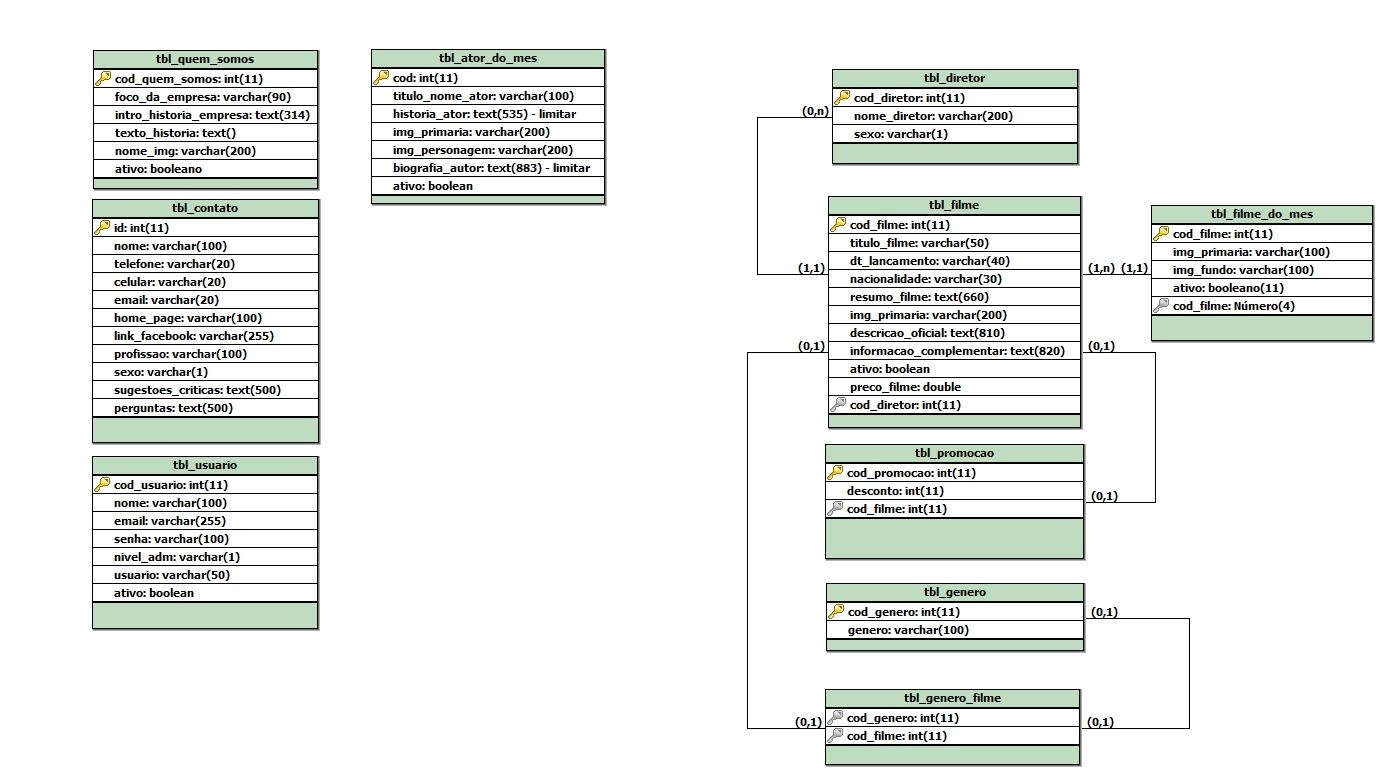 tbl_quem_somos
cod_quem_somos: int(11)
foco_da_empresa: varchar(90)
intro_historia_empresa: text(314)
texto_historia: text()
nome_img: varchar(200)
ativo: booleano
tbl_contato
id: int(11)
nome: varchar(100)
telefone: varchar(20)
celular: varchar(20)
email: varchar(20)
home_page: varchar(100)
link_facebook: varchar(255)
profissao: varchar(100)
sexo: varchar(1)
sugestoes_criticas: text(500)
perguntas: text(500)
tbl_usuario
cod_usuario: int(11)
nome: varchar(100)
email: varchar(255)
senha: varchar(100)
nivel_adm: varchar(1)
usuario: varchar(50)
ativo: boolean
tbl_ator_do_mes
cod: int(11)
titulo_nome_ator: varchar(100)
historia_ator: text(535) - limitar
img_primaria: varchar(200)
img_personagem: varchar(200)
biografia_autor: text(883) - limitar
ativo: boolean
tbl_diretor
cod_diretor: int(11)
nome_diretor: varchar(200)
sexo: varchar(1)
(0,n)
(1,1)
tbl_filme
cod_filme: int(11)
titulo_filme: varchar(50)
dt_lancamento: varchar(40)
nacionalidade: varchar(30)
resumo_filme: text(660)
img_primaria: varchar(200)
descricao_oficial: text(810)
informacao_complementar: text(820)
ativo: boolean
preco_filme: double
cod_diretor: int(11)
(1,n) (1,1)
(0,1)
(0,1)
tbl_filme_do_mes
cod_filme: int(11)
img_primaria: varchar(100)
img_fundo: varchar(100)
ativo: booleano(11)
cod_filme: Número(4)
tbl_promocao
cod_promocao: int(11)
desconto: int(11)
cod_filme: int(11)
(0,1)
tbl_genero
cod_genero: int(11)
genero: varchar(100)
(0,1)
tbl_genero_filme
cod_genero: int(11)
cod_filme: int(11)
(0,1)
(0,1)